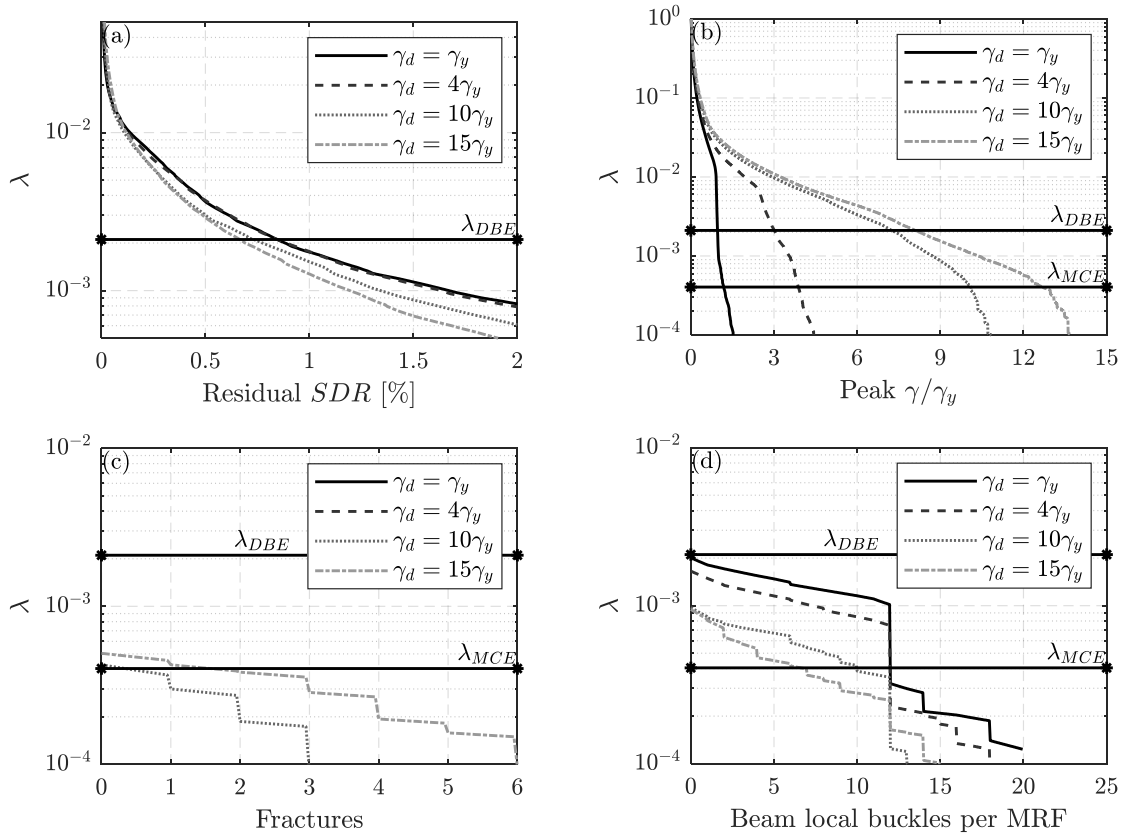 (a)
γd = γy
γd = 4γy
γd = 10γy
γd = 15γy
λDBE
10⁻²
10⁻³
λ
0 0.5 1 1.5 2
Residual SDR [%]
(b)
γd = γy
γd = 4γy
γd = 10γy
γd = 15γy
λDBE
λMCE
10⁰
10⁻¹
10⁻²
10⁻³
10⁻⁴
λ
0 3 6 9 12 15
Peak γ/γy
(c)
γd = γy
γd = 4γy
γd = 10γy
γd = 15γy
λDBE
λMCE
10⁻²
10⁻³
10⁻⁴
λ
0 1 2 3 4 5 6
Fractures
(d)
γd = γy
γd = 4γy
γd = 10γy
γd = 15γy
λDBE
λMCE
10⁻²
10⁻³
10⁻⁴
λ
0 5 10 15 20 25
Beam local buckles per MRF